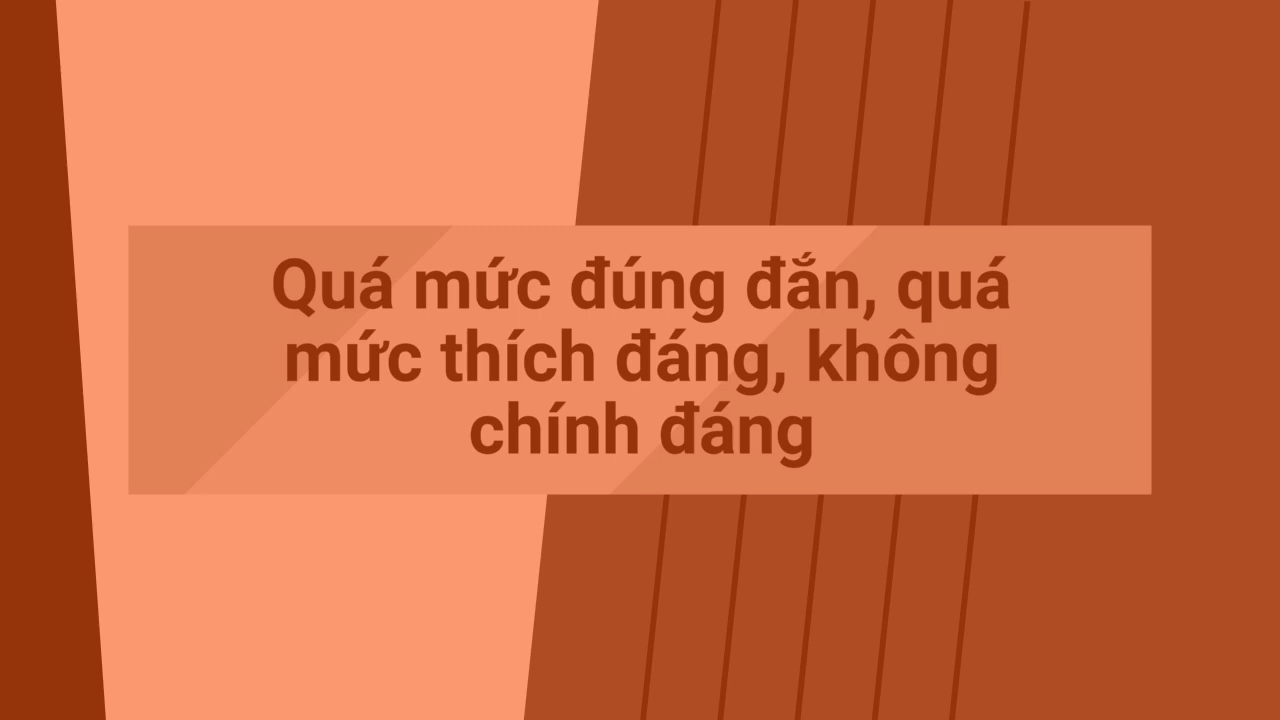 Quá mức đúng đắn, quá
mức thích đáng, không
chính đáng